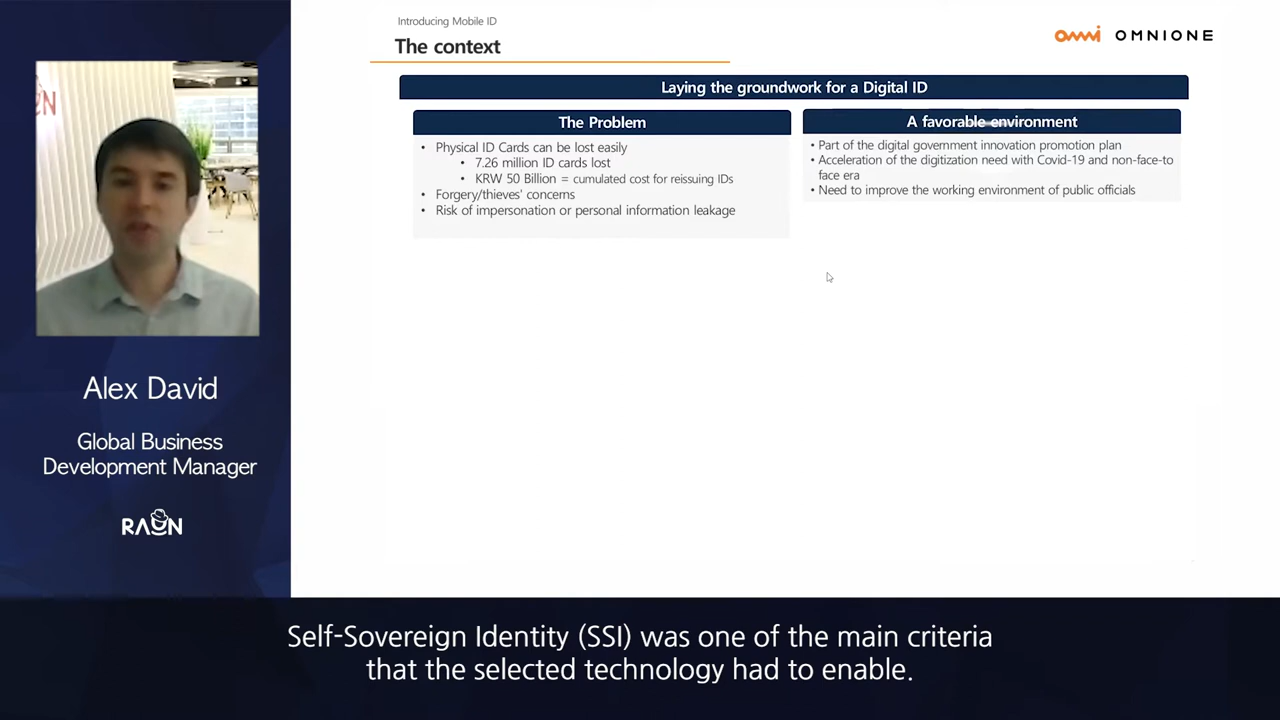 Introducing Mobile ID
The context
omni OMNIONE
Laying the groundwork for a Digital ID
The Problem
• Physical ID Cards can be lost easily
• 7.26 million ID cards lost
• KRW 50 Billion = cumulated cost for reissuing IDs
• Forgery/thieves' concerns
• Risk of impersonation or personal information leakage
A favorable environment
• Part of the digital government innovation promotion plan
• Acceleration of the digitization need with Covid-19 and non-face-to
face era
• Need to improve the working environment of public officials
N
Alex David
Global Business
Development Manager
RAON
Self-Sovereign Identity (SSI) was one of the main criteria
that the selected technology had to enable.